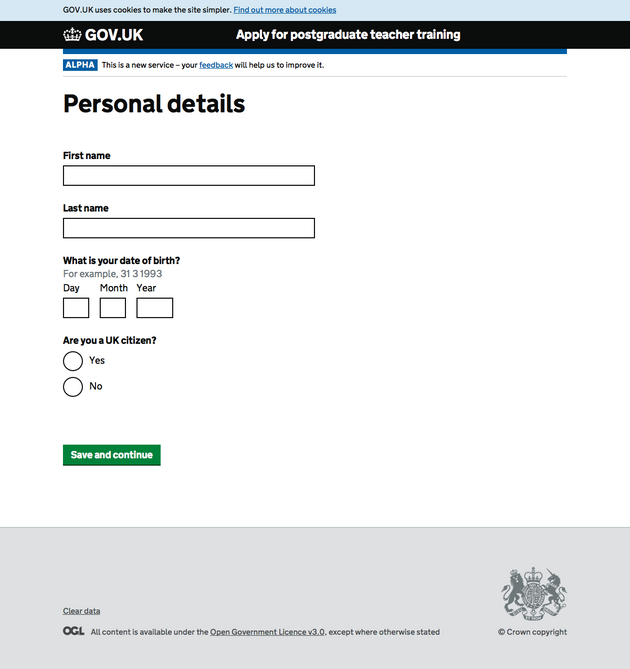 GOV.UK uses cookies to make the site simpler. Find out more about cookies
GOV.UK Apply for postgraduate teacher training
ALPHA This is a new service – your feedback will help us to improve it.
Personal details
First name
Last name
What is your date of birth?
For example, 31 3 1993
Day Month Year
Are you a UK citizen?
Yes
No
Save and continue
Clear data
OGL All content is available under the Open Government Licence v3.0, except where otherwise stated
© Crown copyright